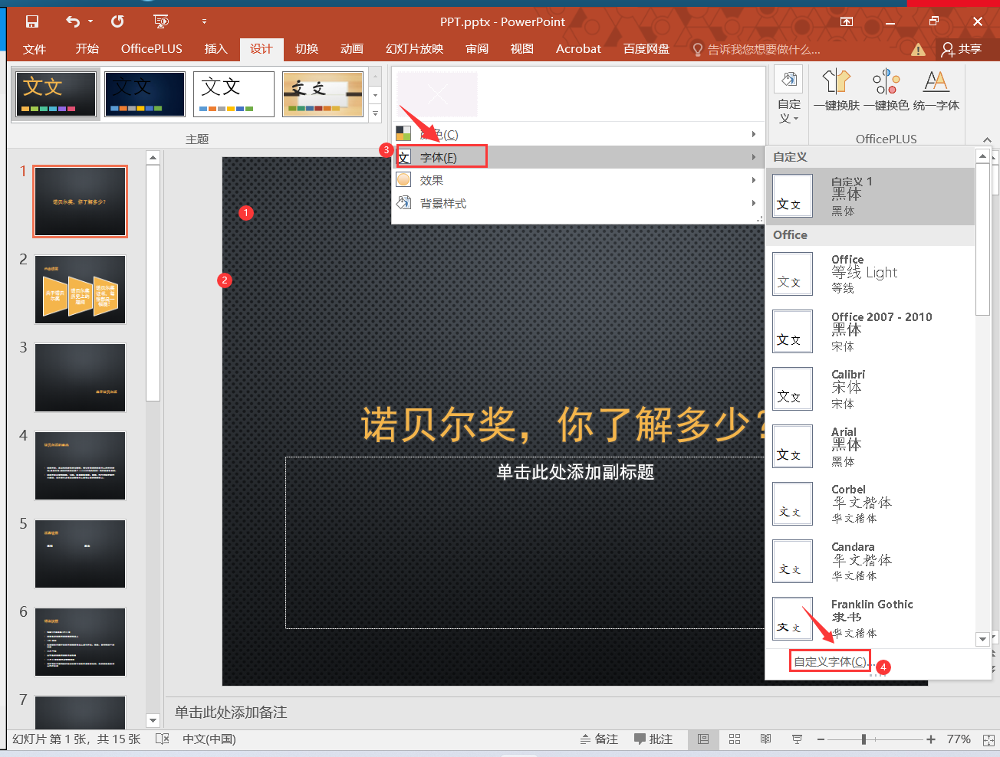 PPT.pptx - PowerPoint
文件 开始 OfficePLUS 插入 设计 切换 动画 幻灯片放映 审阅 视图 Acrobat 百度网盘 告诉我您想要做什么... 共享
文文
文文
文文
文文
主题
颜色(C)
3
字体(F)
效果
背景样式
自定义
一键换肤 一键换色 统一字体
OfficePLUS
1
诺贝尔奖，你了解多少？
2
3
4
5
6
7
1
2
诺贝尔奖，你了解多少？
单击此处添加副标题
自定义
文文
自定义 1
黑体
黑体
Office
文文
Office
等线 Light
等线
文文
Office 2007 - 2010
黑体
宋体
文文
Calibri
宋体
宋体
文文
Arial
黑体
黑体
文文
Corbel
华文楷体
华文楷体
文文
Candara
华文楷体
华文楷体
文文
Franklin Gothic
隶书
华文楷体
自定义字体(C)...
4
单击此处添加备注
幻灯片 第 1 张，共 15 张 中文(中国) 备注 批注 77%